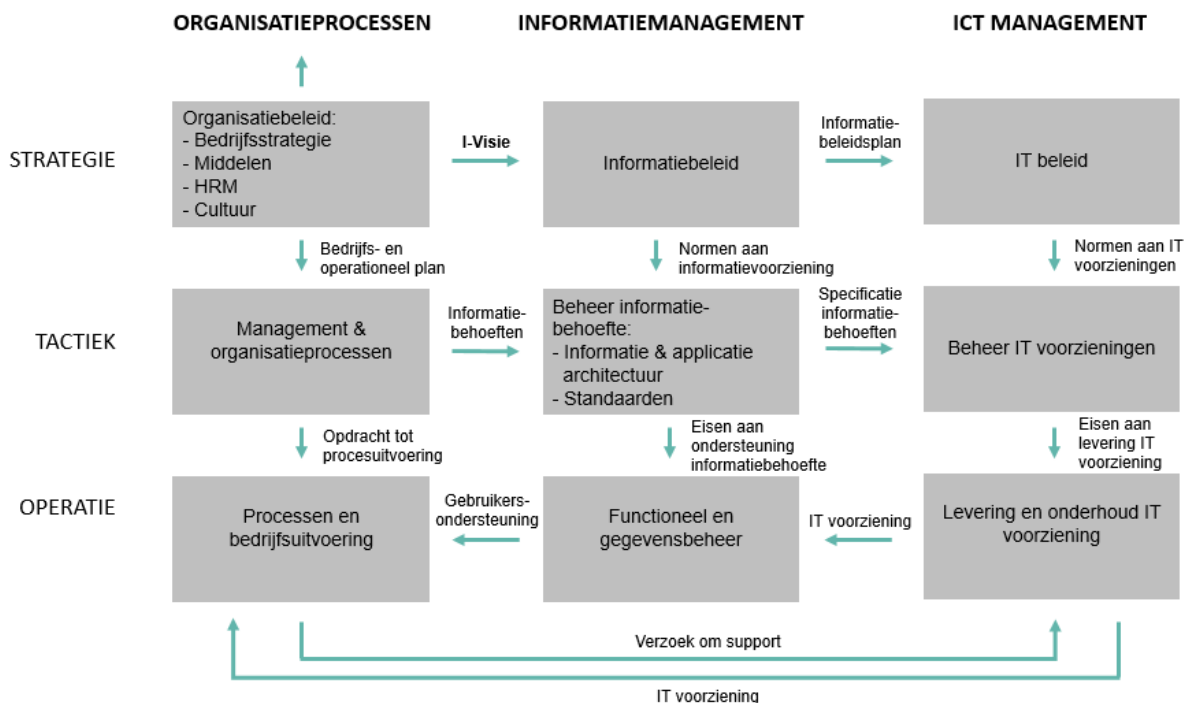 ORGANISATIEPROCESSEN
INFORMATIEMANAGEMENT
ICT MANAGEMENT
STRATEGIE
Organisatiebeleid:
- Bedrijfsstrategie
- Middelen
- HRM
- Cultuur
I-Visie
Informatiebeleid
Informatie-
beleidsplan
IT beleid
Bedrijfs- en
operationeel plan
Normen aan
informatievoorziening
Normen aan IT
voorzieningen
TACTIEK
Management &
organisatieprocessen
Informatie-
behoeften
Beheer informatie-
behoefte:
- Informatie & applicatie
architectuur
- Standaarden
Specificatie
informatie-
behoeften
Beheer IT voorzieningen
Opdracht tot
procesuitvoering
Eisen aan
ondersteuning
informatiebehoefte
Eisen aan
levering IT
voorziening
OPERATIE
Processen en
bedrijfsuitvoering
Gebruikers-
ondersteuning
Functioneel en
gegevensbeheer
IT voorziening
Levering en onderhoud IT
voorziening
Verzoek om support
IT voorziening